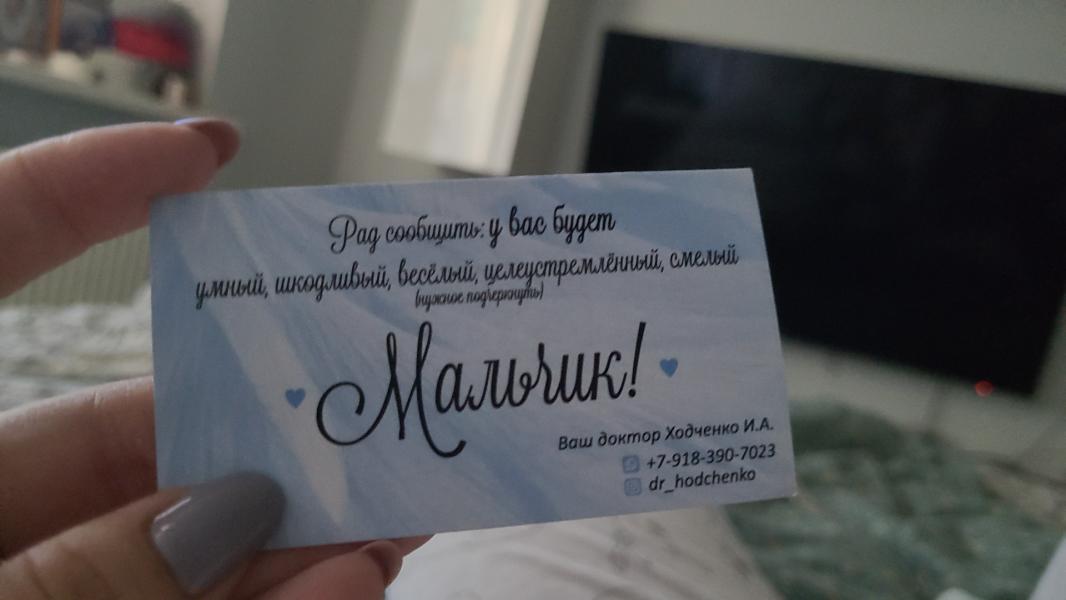 Рад сообщить: у вас будет
умный, шкодливый, весёлый, целеустремлённый, смелый
(нужное подчеркнуть)
Мальчик!
Ваш доктор Ходченко И.А.
+7-918-390-7023
dr_hodchenko